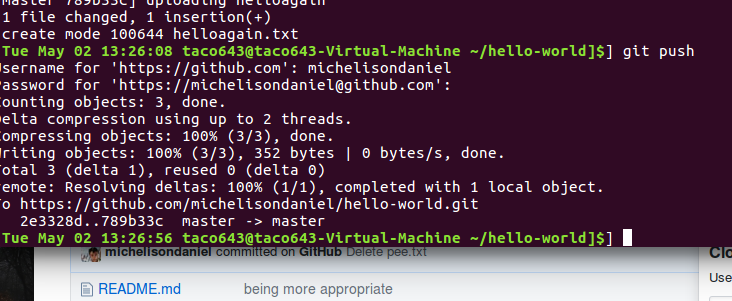 master 789b33c] uploading helloagain
1 file changed, 1 insertion(+)
create mode 100644 helloagain.txt
[Tue May 02 13:26:08 taco643@taco643-Virtual-Machine ~/hello-world]$] git push
Username for 'https://github.com': michelisondaniel
Password for 'https://michelisondaniel@github.com':
Counting objects: 3, done.
Delta compression using up to 2 threads.
Compressing objects: 100% (3/3), done.
Writing objects: 100% (3/3), 352 bytes | 0 bytes/s, done.
Total 3 (delta 1), reused 0 (delta 0)
remote: Resolving deltas: 100% (1/1), completed with 1 local object.
To https://github.com/michelisondaniel/hello-world.git
2e3328d..789b33c master -> master
[Tue May 02 13:26:56 taco643@taco643-Virtual-Machine ~/hello-world]$]
michelisondaniel committed on GitHub Delete pee.txt
Clo
Use
README.md being more appropriate